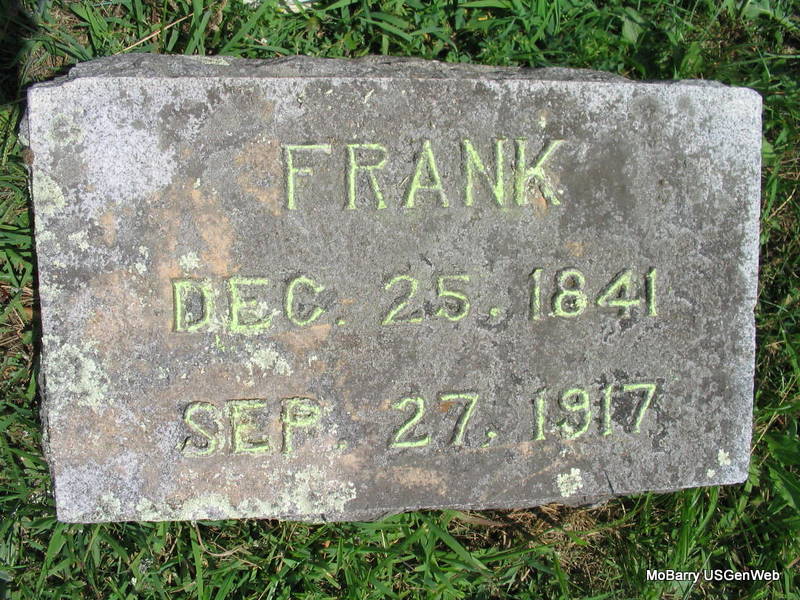 FRANK
DEC. 25. 1841
SEP. 27. 1917
MoBarry USGenWeb